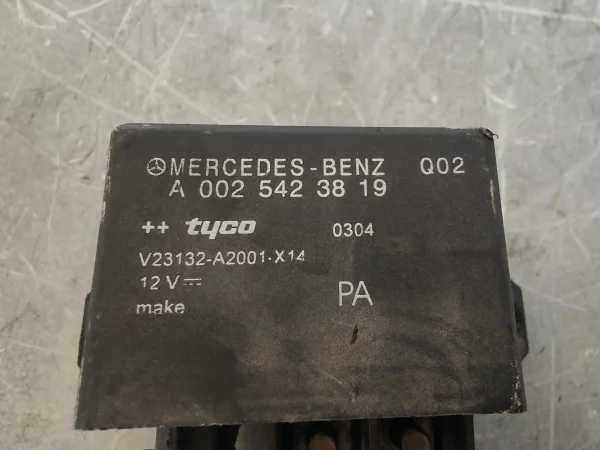 MERCEDES-BENZ Q02
A 002 542 38 19
++ tyco 0304
V23132-A2001-X14
12 V
make PA